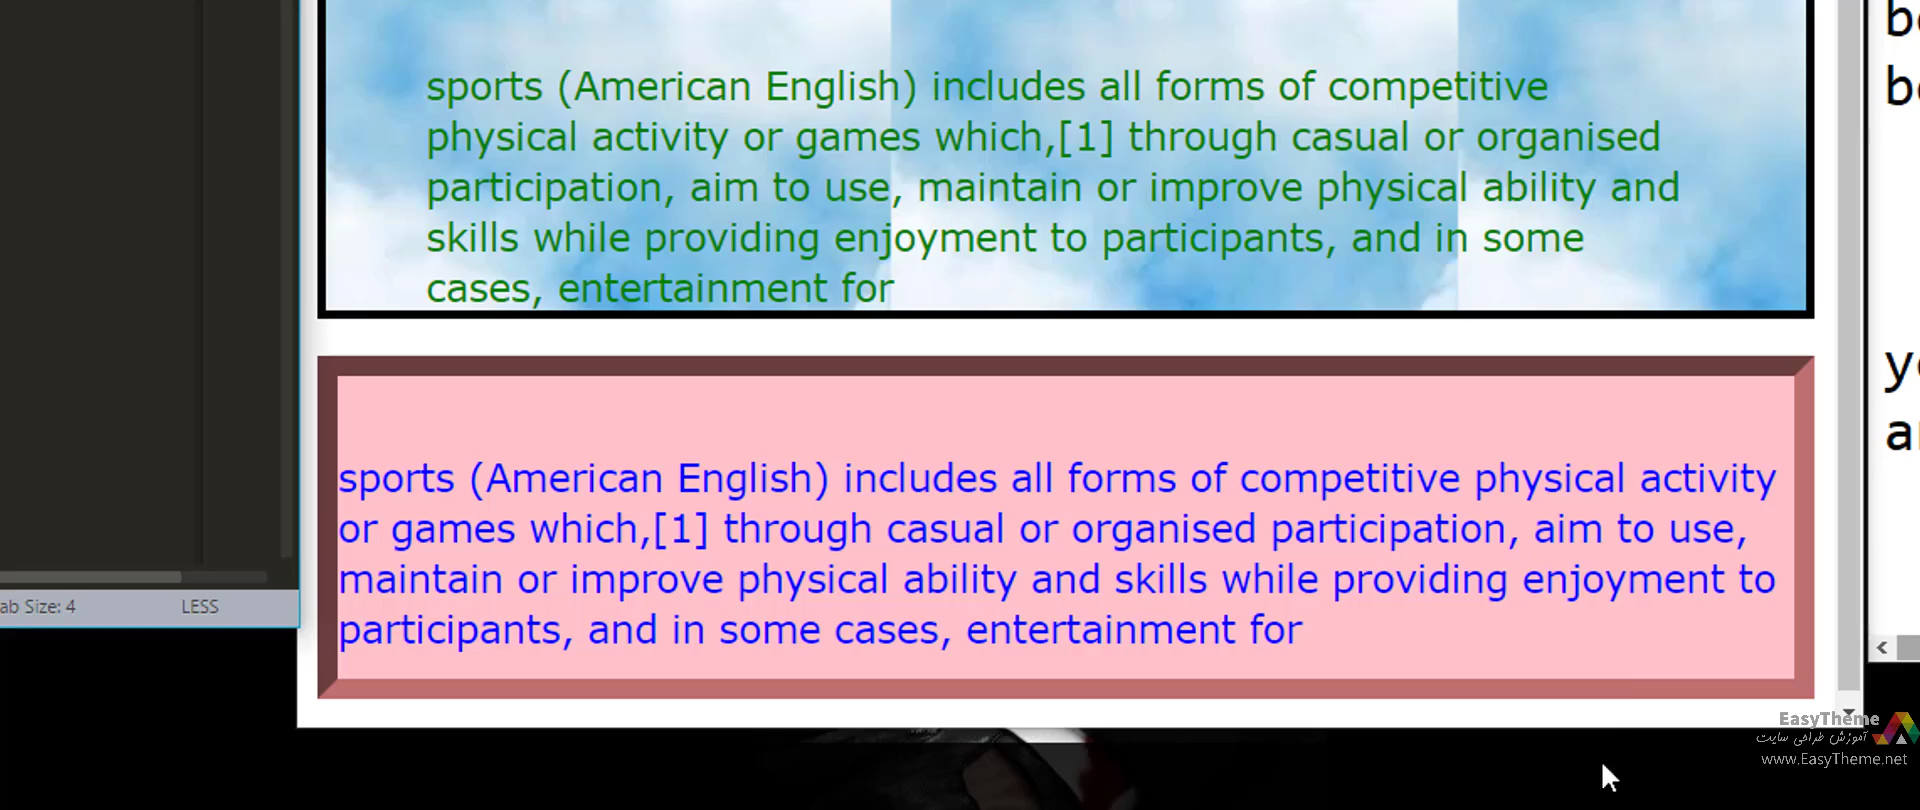 sports (American English) includes all forms of competitive
physical activity or games which,[1] through casual or organised
participation, aim to use, maintain or improve physical ability and
skills while providing enjoyment to participants, and in some
cases, entertainment for
sports (American English) includes all forms of competitive physical activity
or games which,[1] through casual or organised participation, aim to use,
maintain or improve physical ability and skills while providing enjoyment to
participants, and in some cases, entertainment for
ab Size: 4
LESS
EasyTheme
آموزش طراحی سایت
www.EasyTheme.net